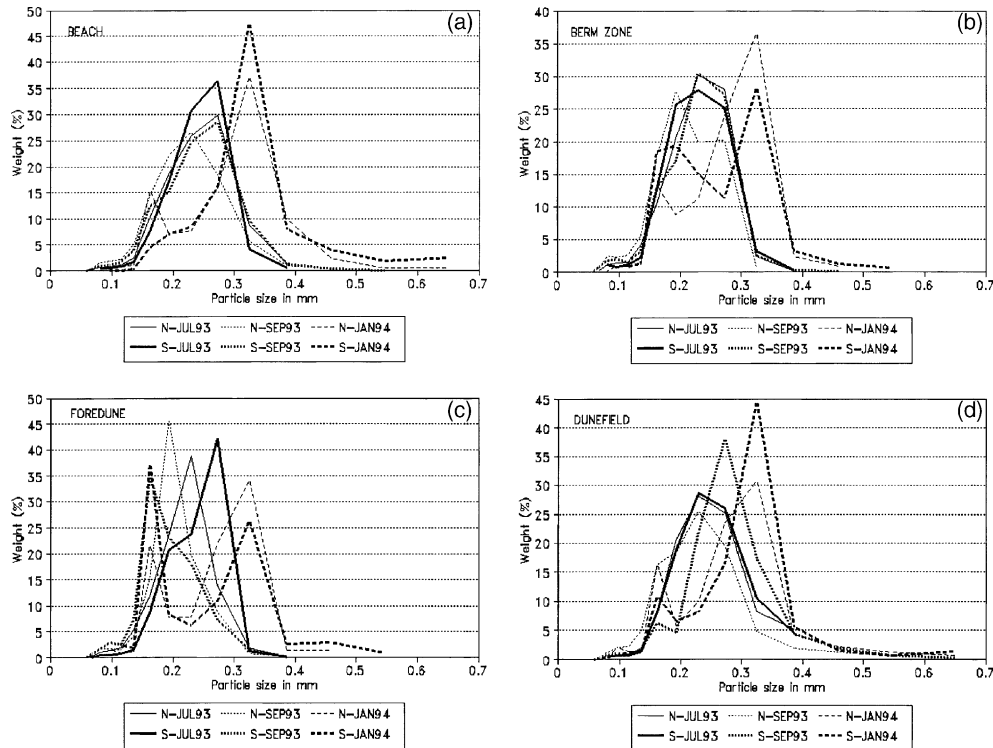 (a)
BEACH
50
45
40
35
30
25
20
15
10
5
0
Weight (%)
0 0.1 0.2 0.3 0.4 0.5 0.6 0.7
Particle size in mm
N-JUL93 N-SEP93 N-JAN94
S-JUL93 S-SEP93 S-JAN94
(b)
BERM ZONE
40
35
30
25
20
15
10
5
0
Weight (%)
0 0.1 0.2 0.3 0.4 0.5 0.6 0.7
Particle size in mm
N-JUL93 N-SEP93 N-JAN94
S-JUL93 S-SEP93 S-JAN94
(c)
FOREDUNE
50
45
40
35
30
25
20
15
10
5
0
Weight (%)
0 0.1 0.2 0.3 0.4 0.5 0.6 0.7
Particle size in mm
N-JUL93 N-SEP93 N-JAN94
S-JUL93 S-SEP93 S-JAN94
(d)
DUNEFIELD
45
40
35
30
25
20
15
10
5
0
Weight (%)
0 0.1 0.2 0.3 0.4 0.5 0.6 0.7
Particle size in mm
N-JUL93 N-SEP93 N-JAN94
S-JUL93 S-SEP93 S-JAN94